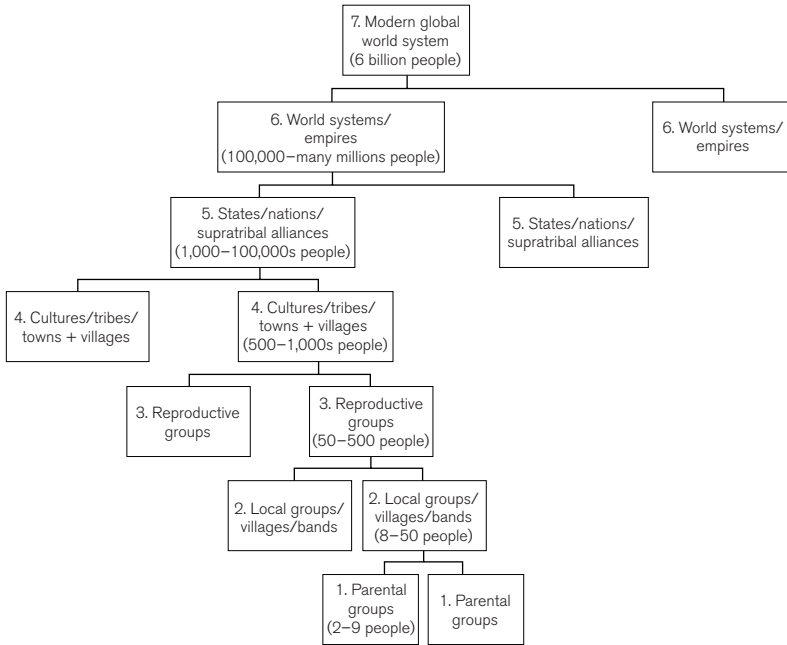 7. Modern global
world system
(6 billion people)
6. World systems/
empires
(100,000–many millions people)
6. World systems/
empires
5. States/nations/
supratribal alliances
(1,000–100,000s people)
5. States/nations/
supratribal alliances
4. Cultures/tribes/
towns + villages
4. Cultures/tribes/
towns + villages
(500–1,000s people)
3. Reproductive
groups
3. Reproductive
groups
(50–500 people)
2. Local groups/
villages/bands
2. Local groups/
villages/bands
(8–50 people)
1. Parental
groups
(2–9 people)
1. Parental
groups